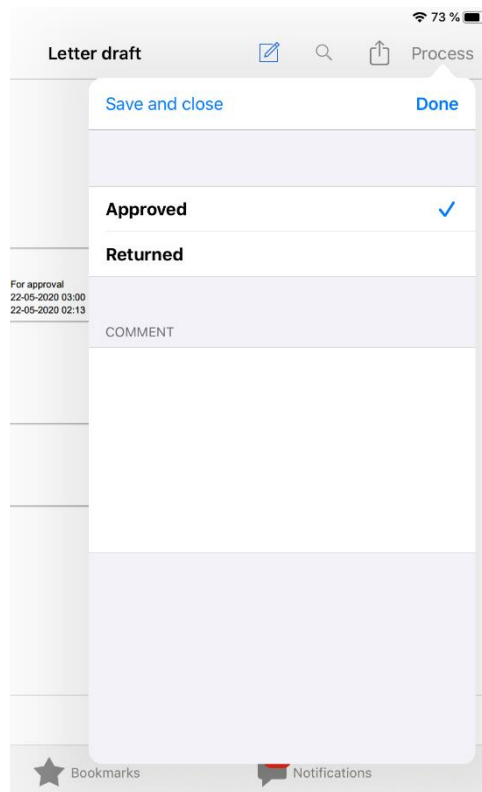 73 %
Letter draft
Process
Save and close
Done
Approved
Returned
For approval
22-05-2020 03:00
22-05-2020 02:13
COMMENT
Bookmarks
Notifications